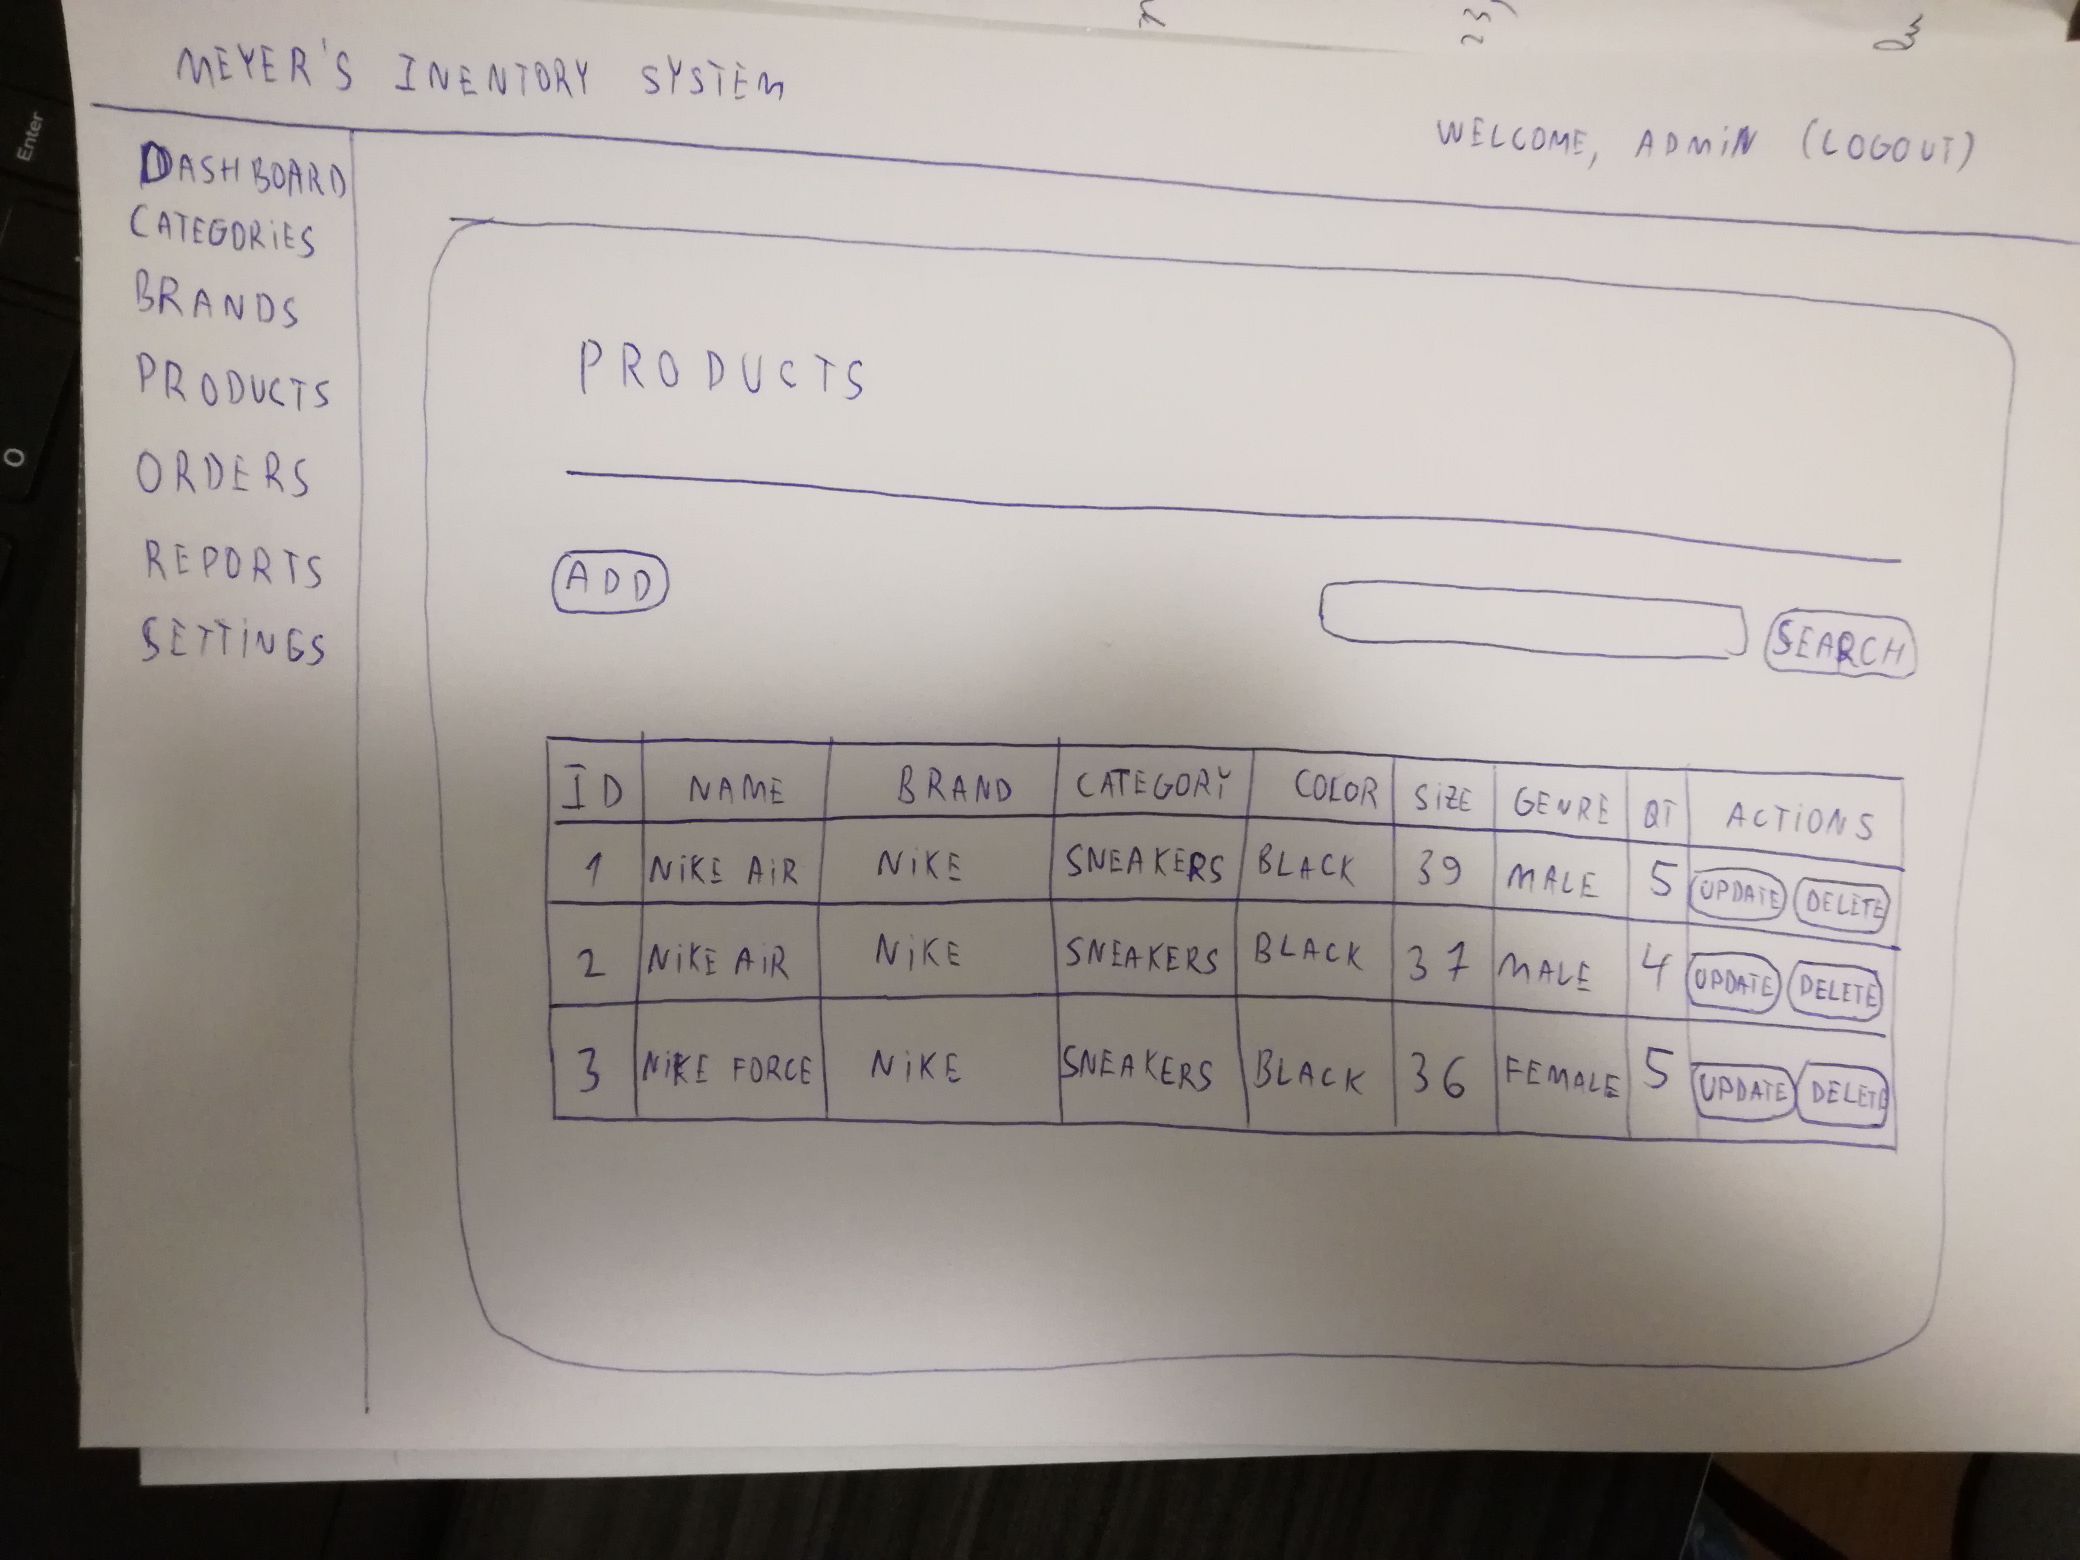 MEYER'S INENTORY SYSTEM
WELCOME, ADMIN (LOGOUT)
DASHBOARD
CATEGORIES
BRANDS
PRODUCTS
ORDERS
REPORTS
SETTINGS
PRODUCTS
ADD SEARCH
ID NAME BRAND CATEGORY COLOR SIZE GENRE QT ACTIONS
1 NIKE AIR NIKE SNEAKERS BLACK 39 MALE 5 UPDATE DELETE
2 NIKE AIR NIKE SNEAKERS BLACK 37 MALE 4 UPDATE DELETE
3 NIKE FORCE NIKE SNEAKERS BLACK 36 FEMALE 5 UPDATE DELETE
Enter
O
23,